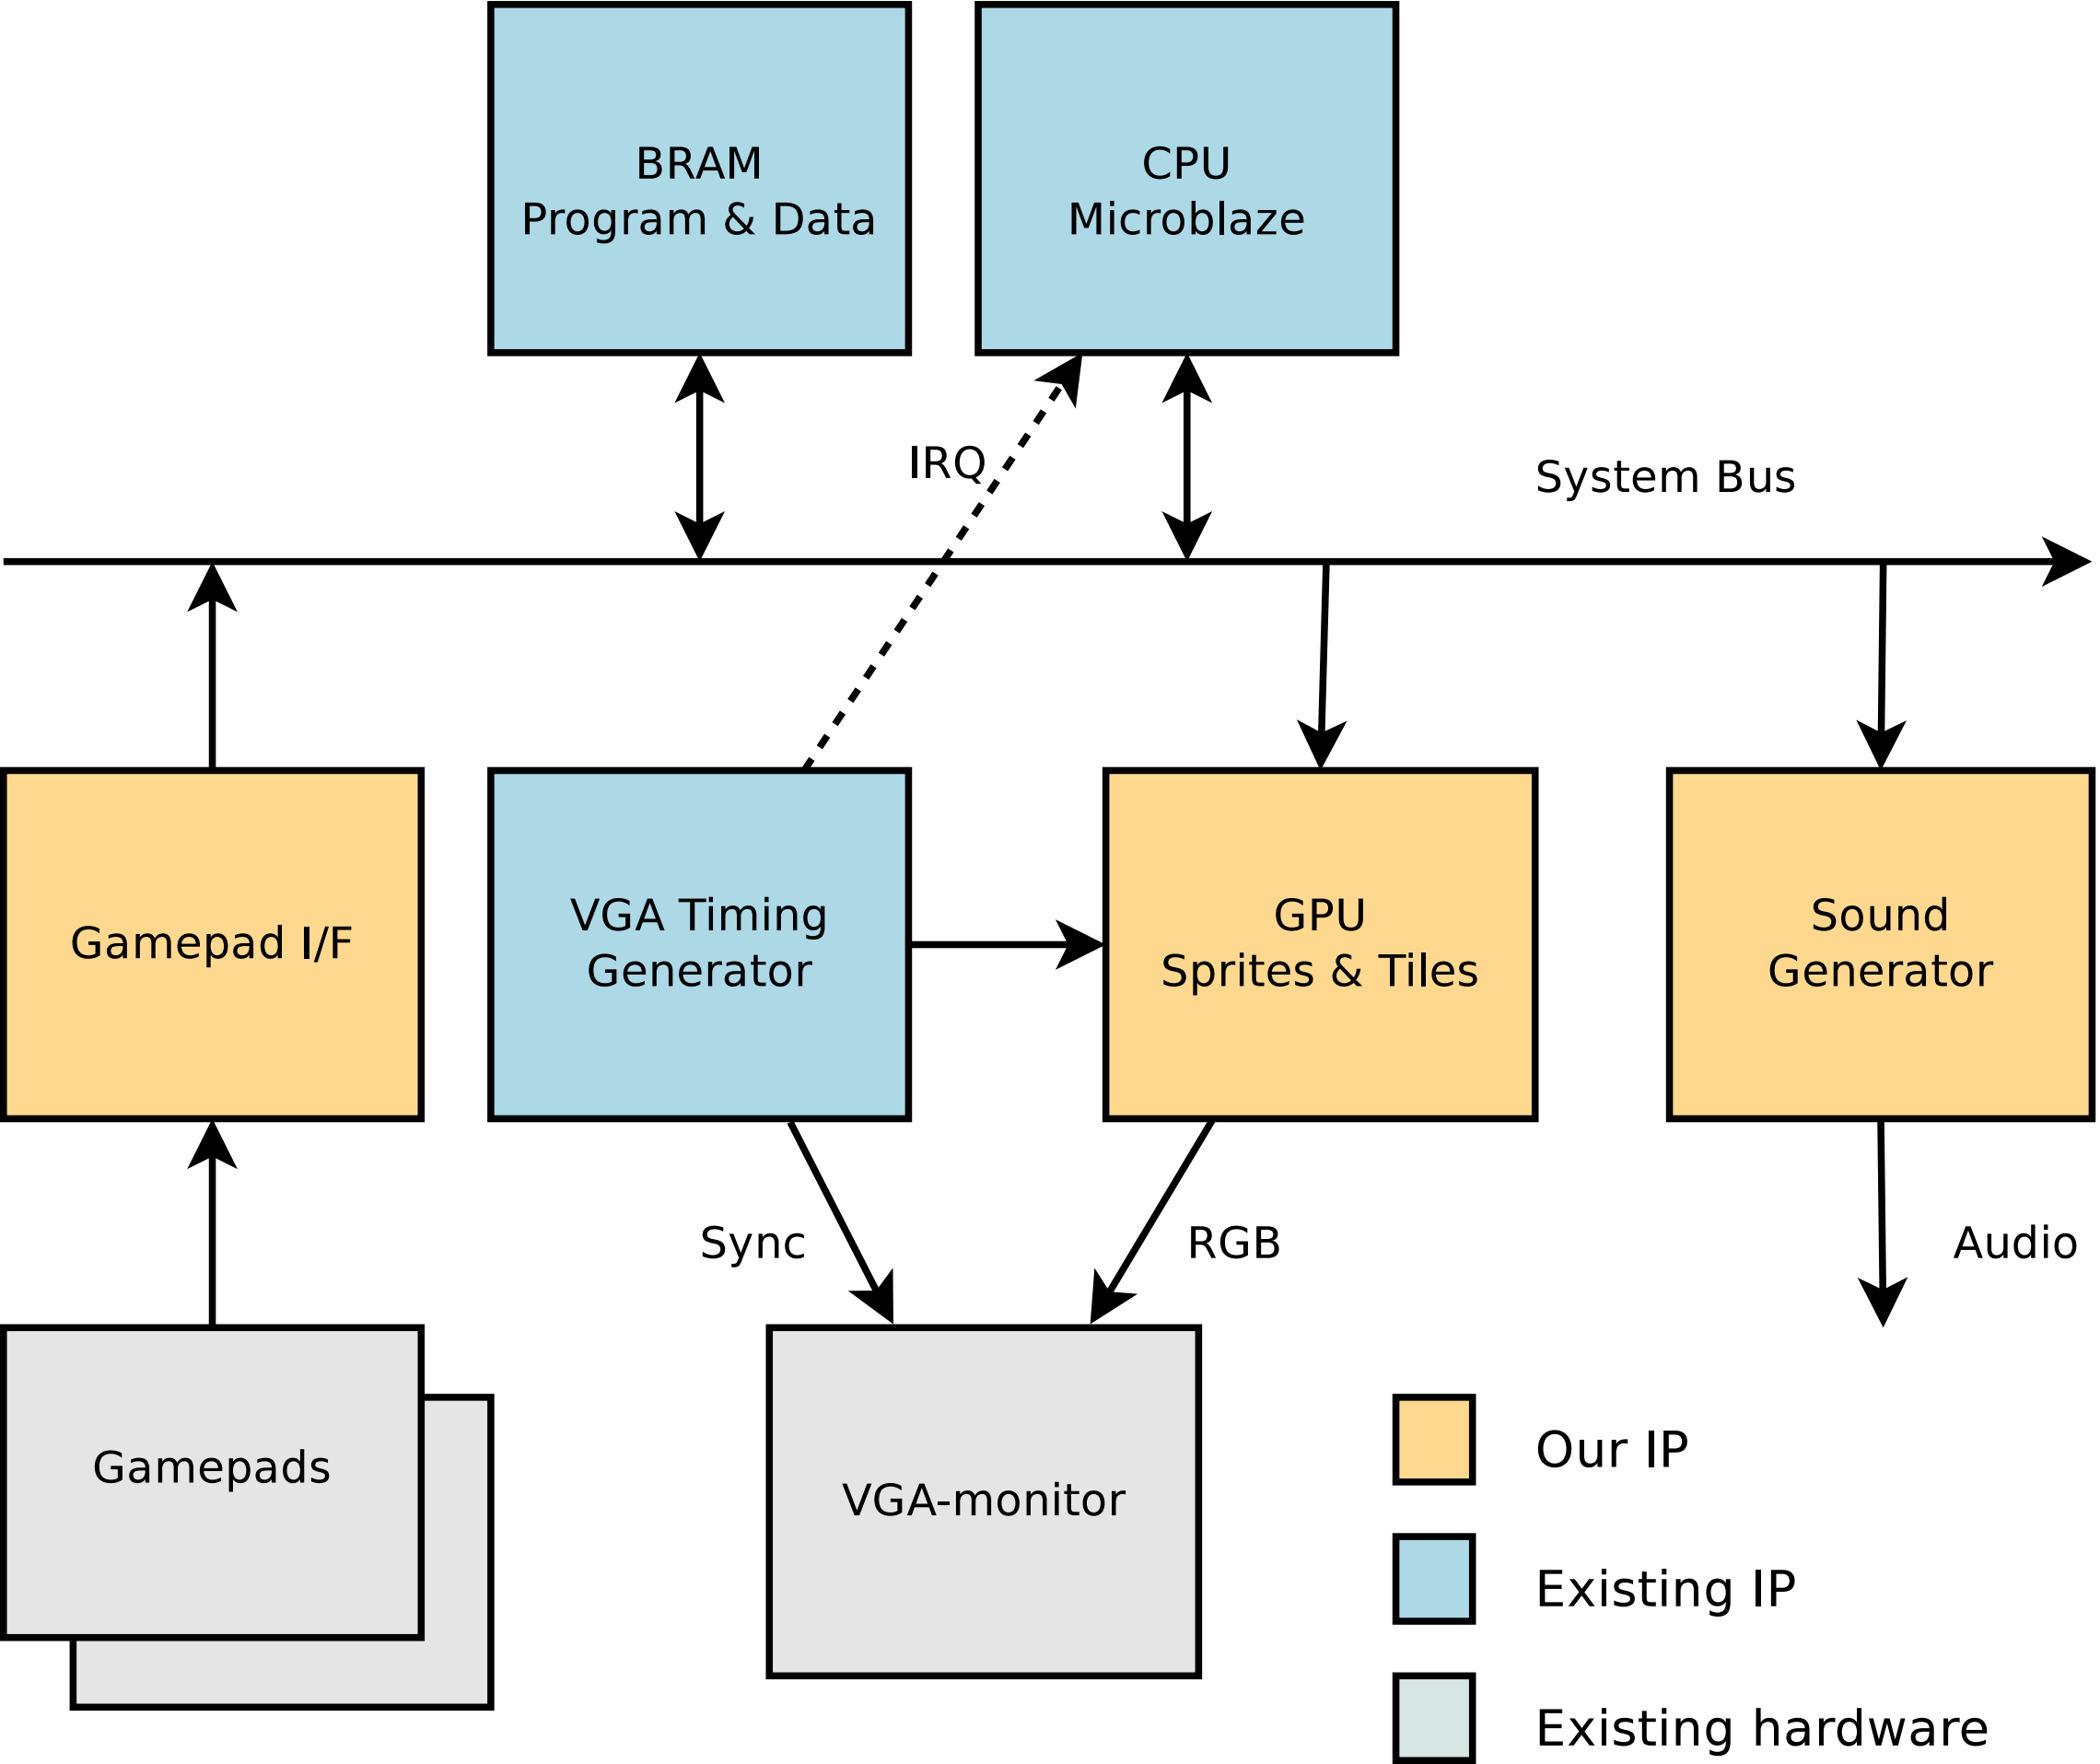 BRAM
Program & Data
CPU
Microblaze
IRQ
System Bus
Gamepad I/F
VGA Timing
Generator
GPU
Sprites & Tiles
Sound
Generator
Sync
RGB
Audio
Gamepads
VGA-monitor
Our IP
Existing IP
Existing hardware